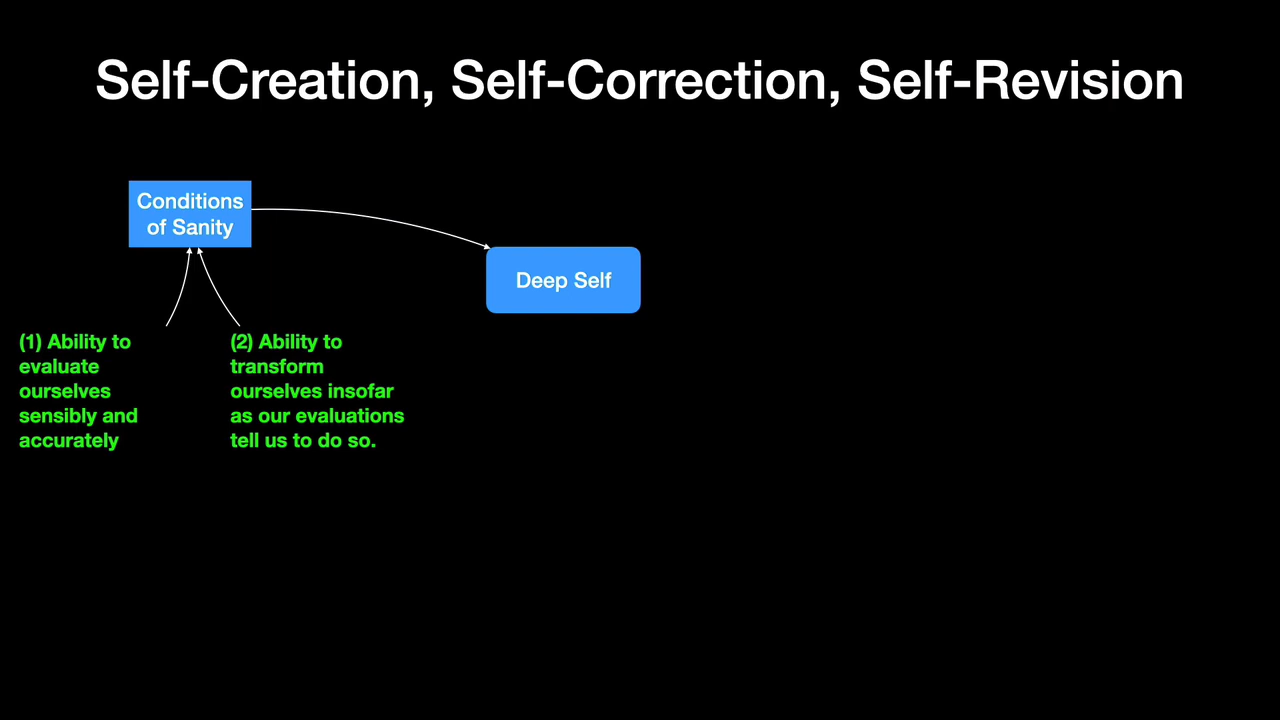 Self-Creation, Self-Correction, Self-Revision
Conditions
of Sanity
Deep Self
(1) Ability to
evaluate
ourselves
sensibly and
accurately
(2) Ability to
transform
ourselves insofar
as our evaluations
tell us to do so.